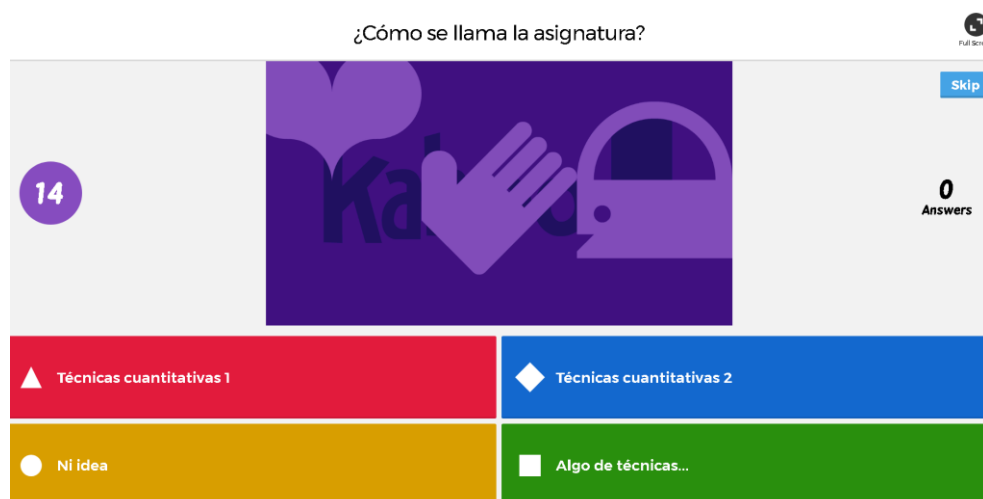 ¿Cómo se llama la asignatura?
Skip
14
0
Answers
Técnicas cuantitativas 1
Técnicas cuantitativas 2
Ni idea
Algo de técnicas...